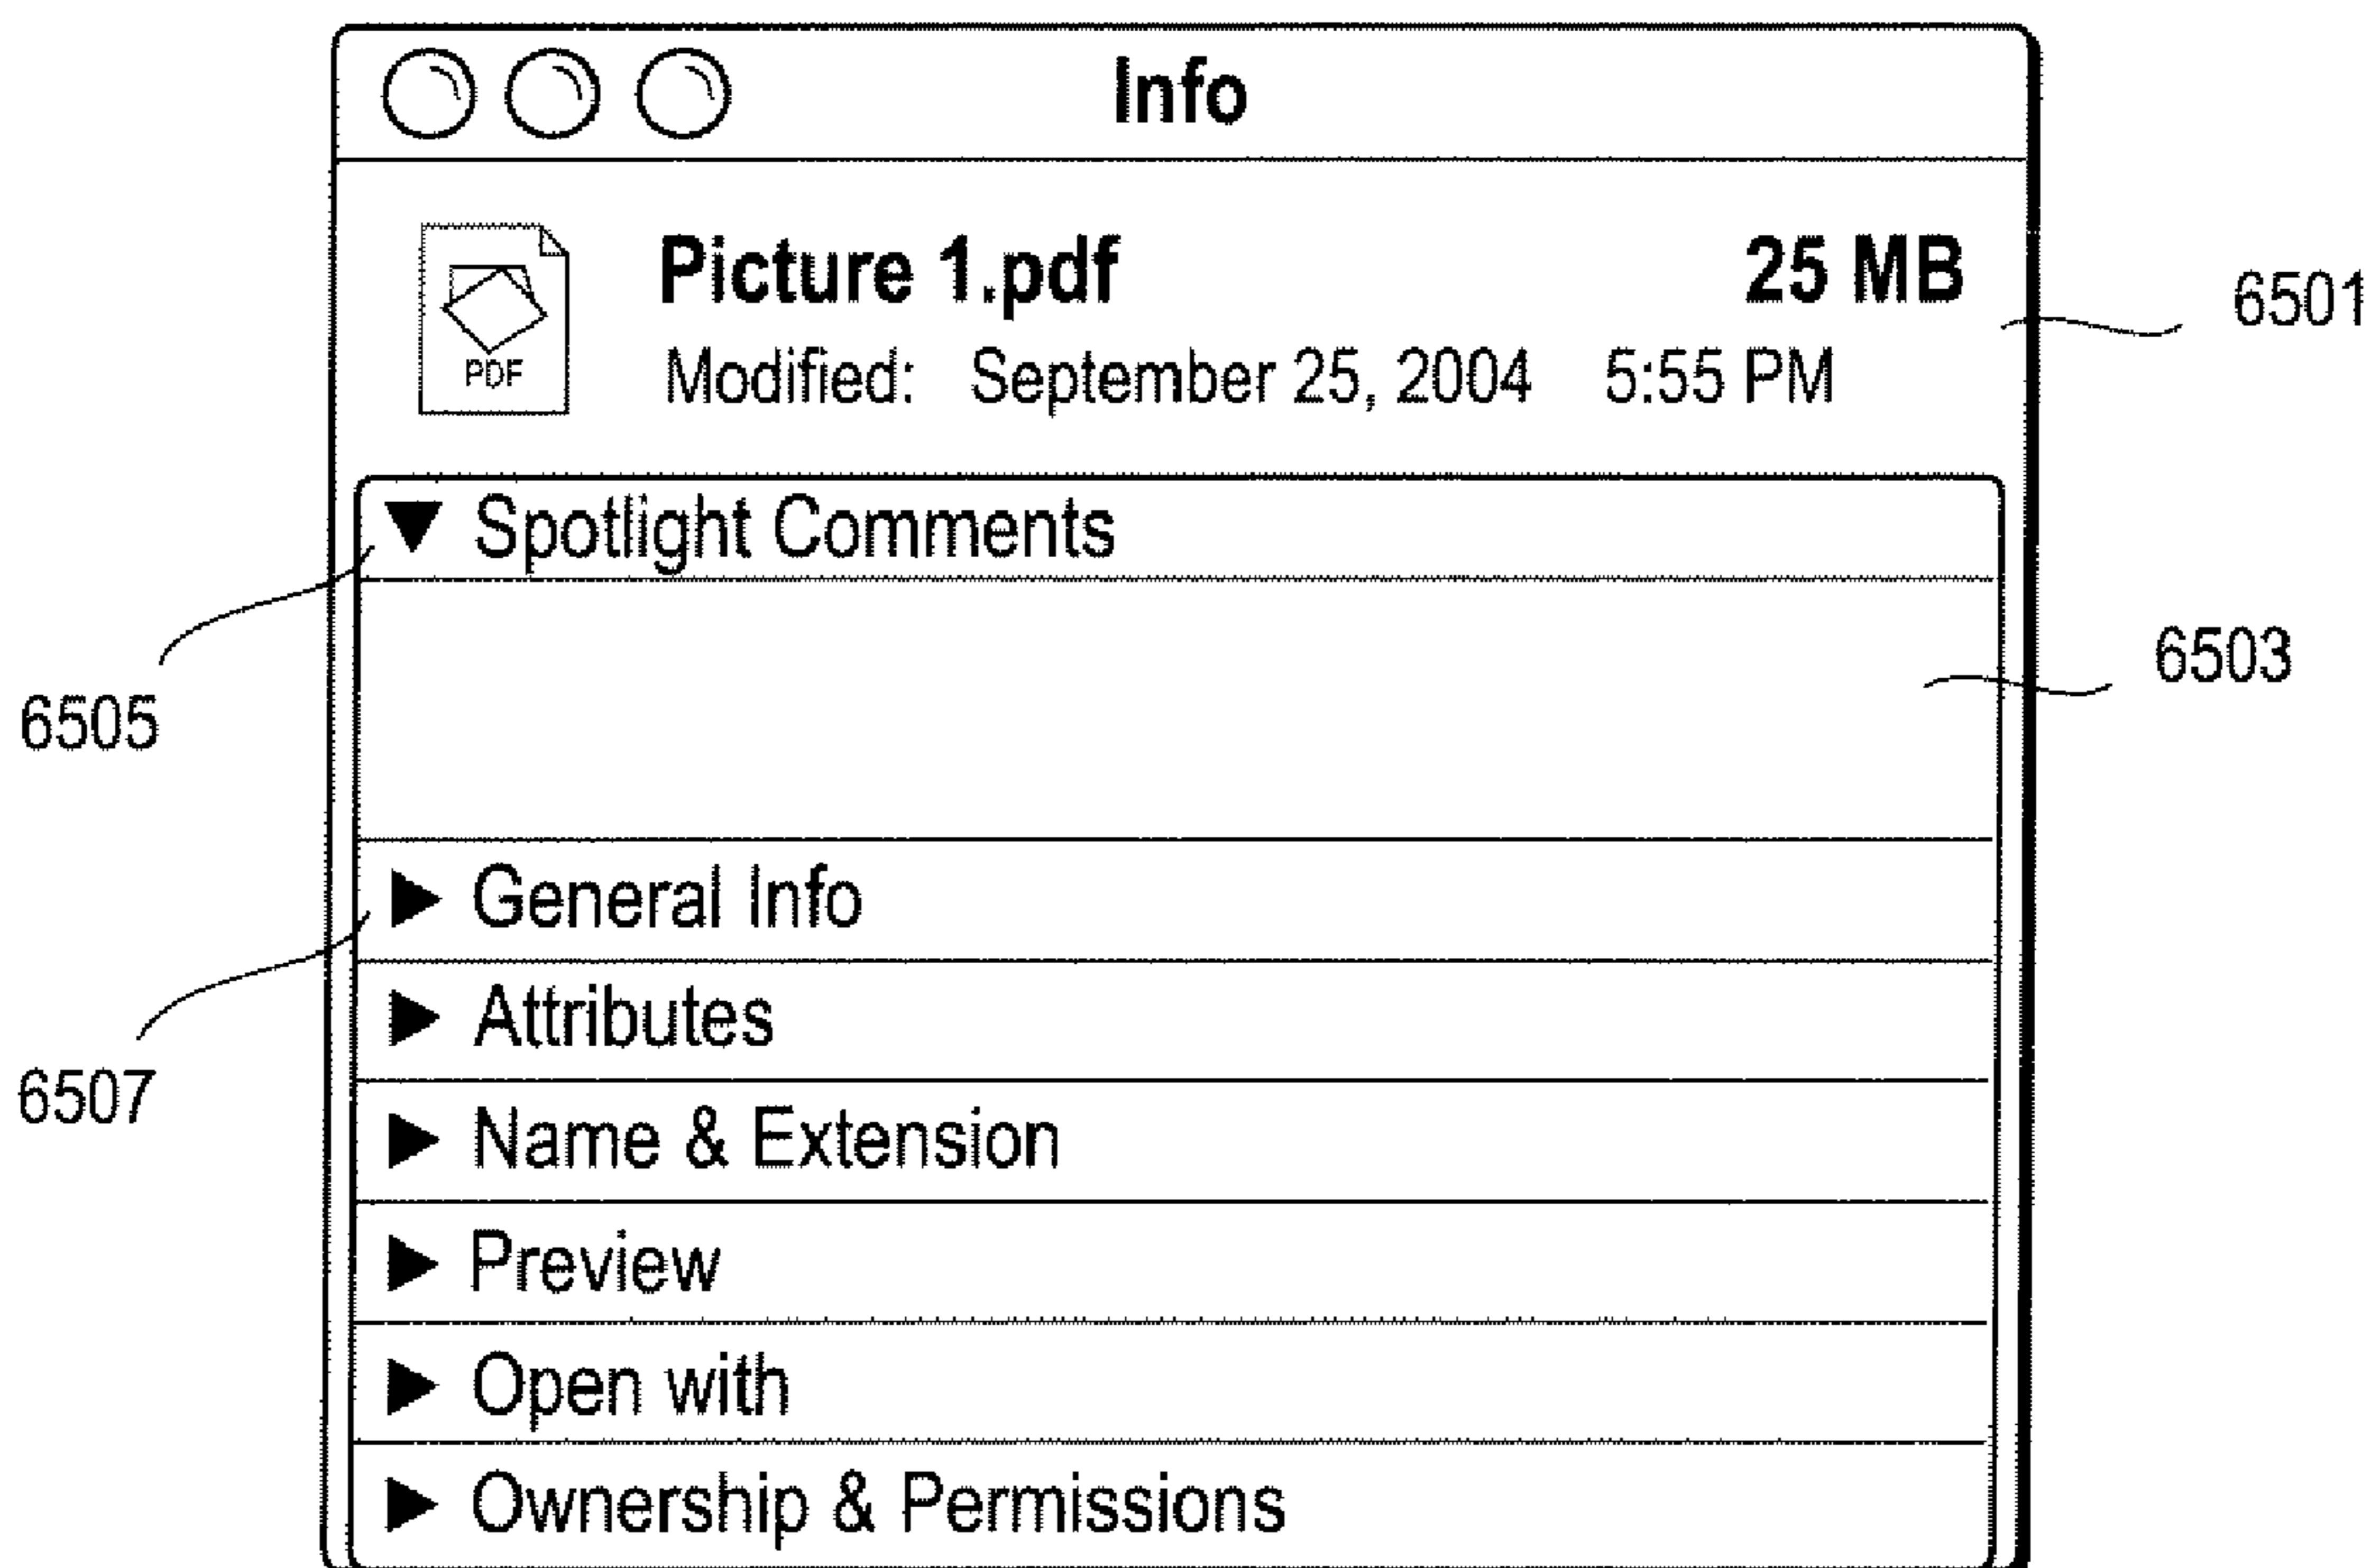 Info
Picture 1.pdf 25 MB
6501
PDF
Modified: September 25, 2004 5:55 PM
▼ Spotlight Comments
6503
6505
▶ General Info
▶ Attributes
6507
▶ Name & Extension
▶ Preview
▶ Open with
▶ Ownership & Permissions